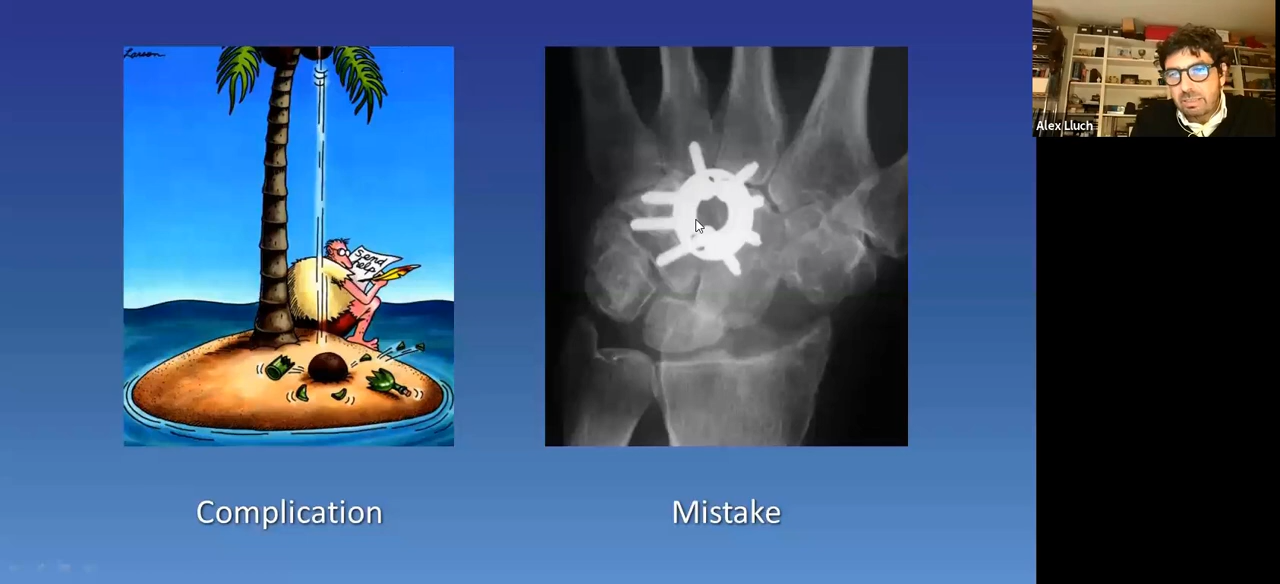 Larson
Send
help
Complication
Mistake
Alex Lluch